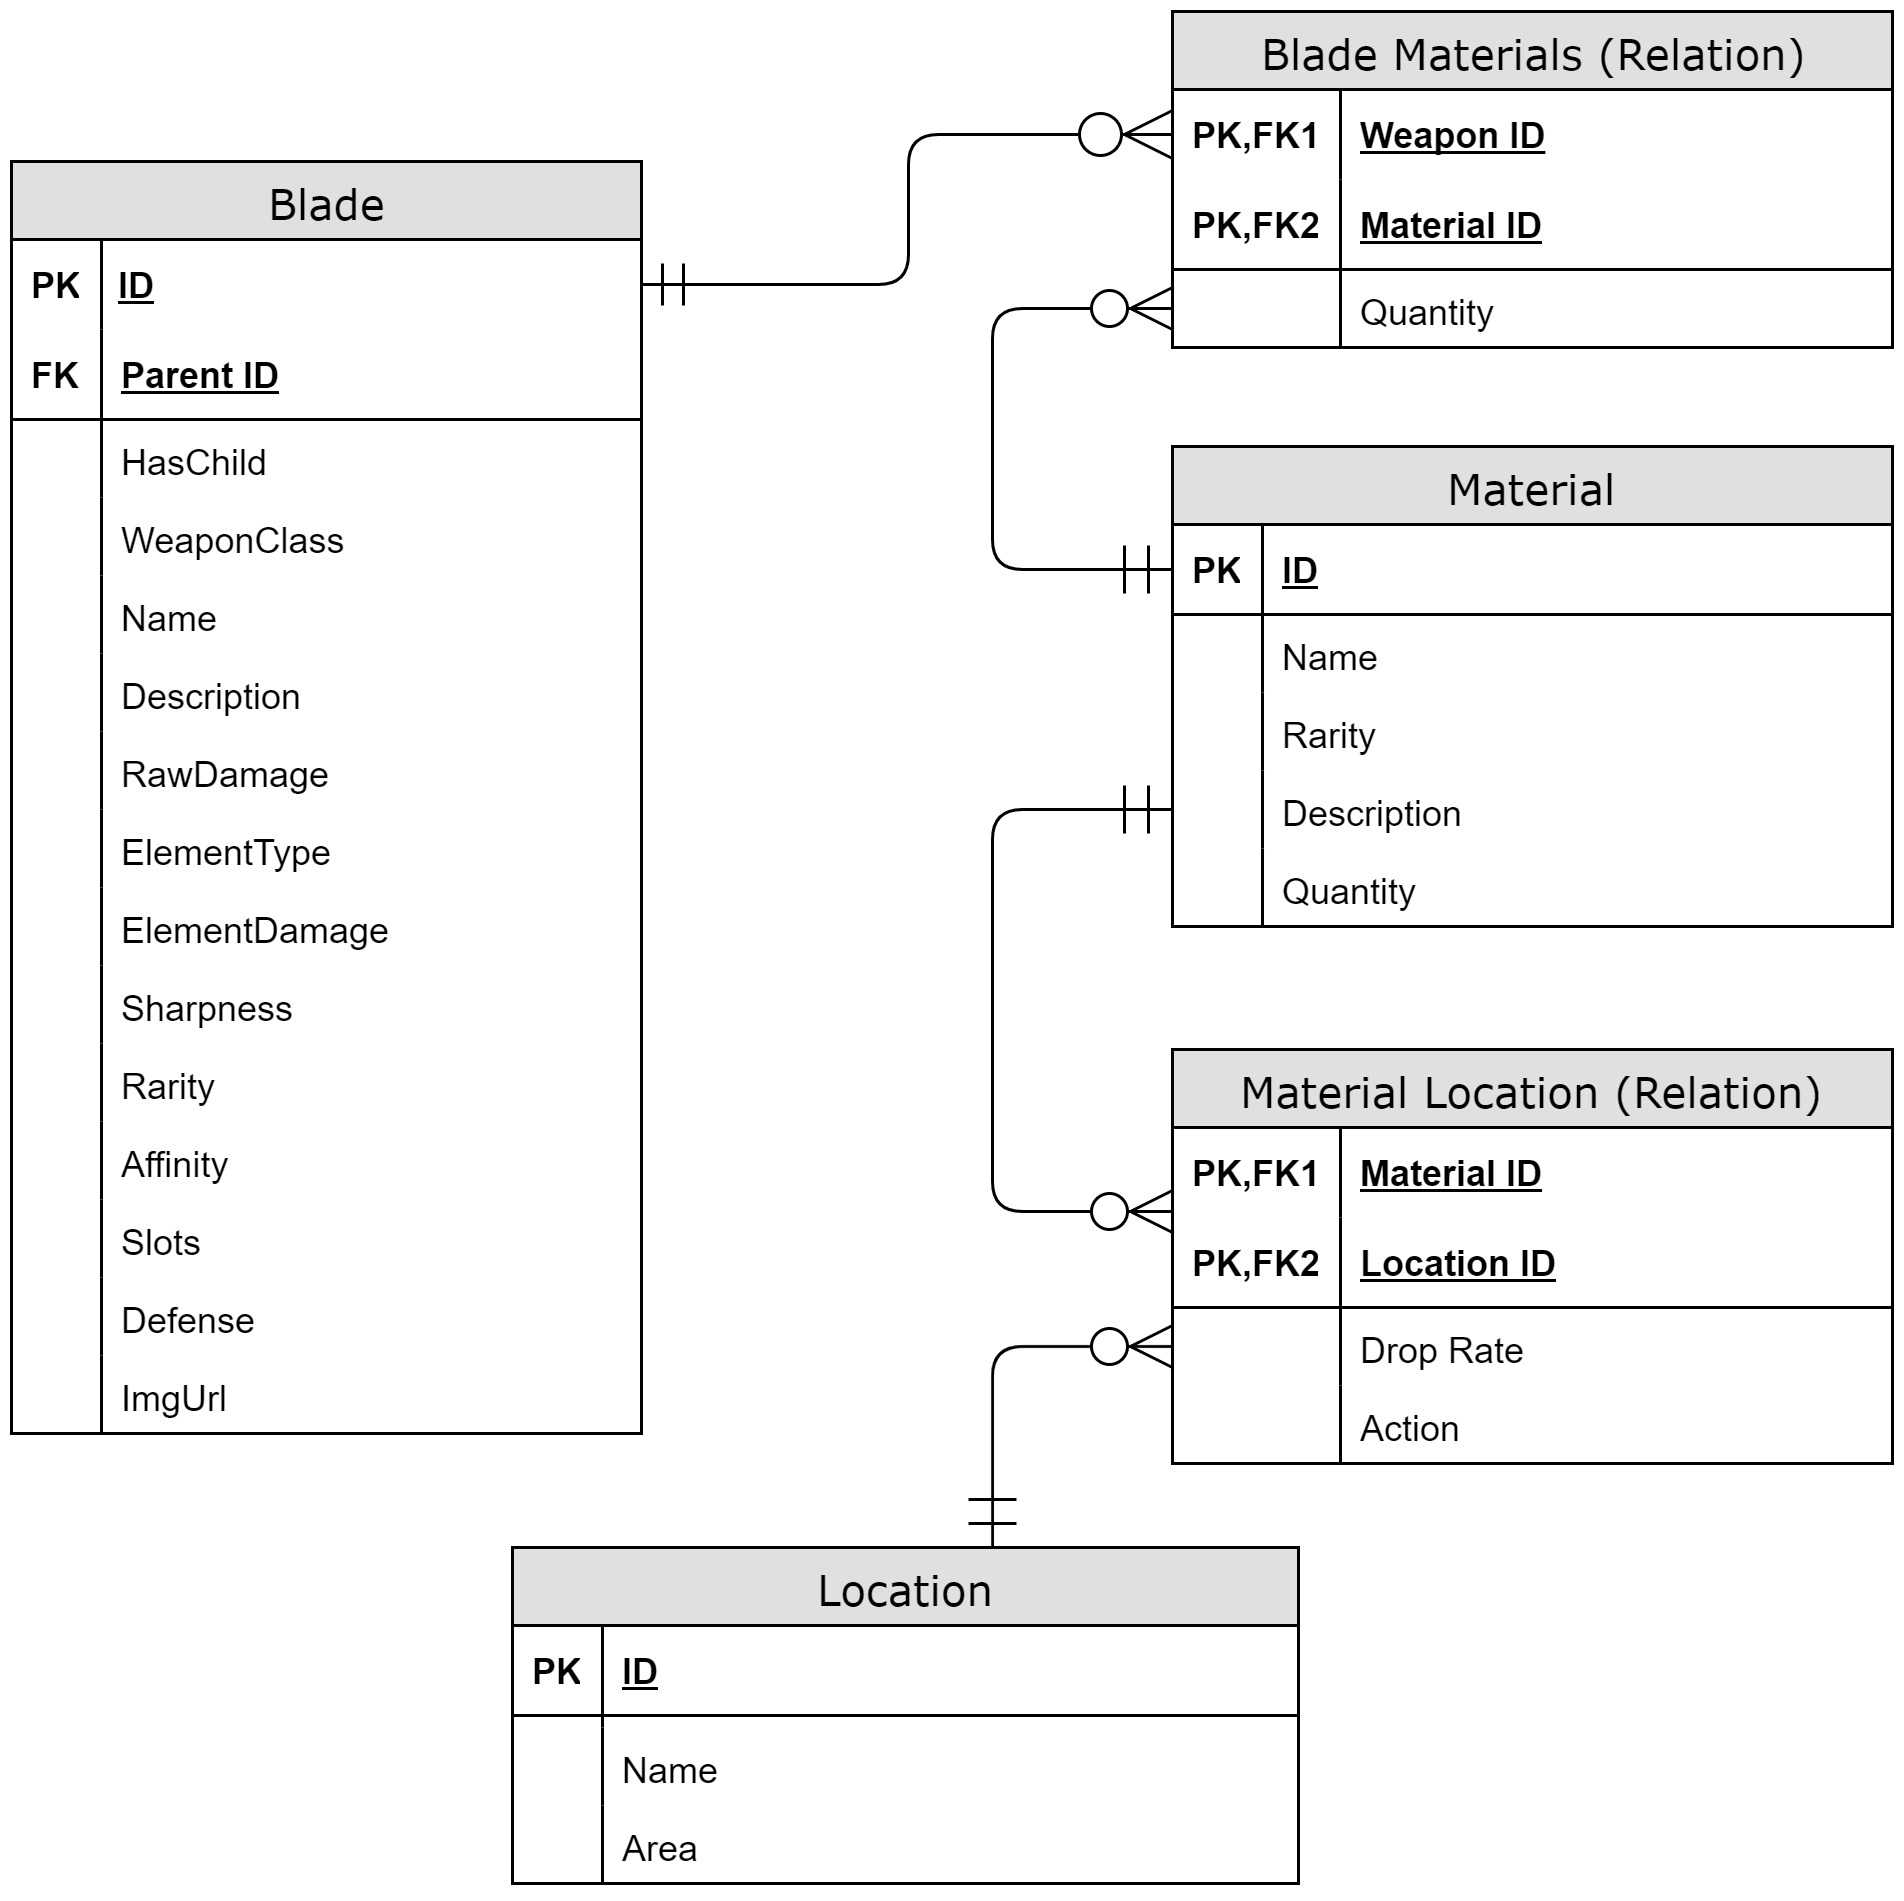 Blade
PK ID
FK Parent ID
HasChild
WeaponClass
Name
Description
RawDamage
ElementType
ElementDamage
Sharpness
Rarity
Affinity
Slots
Defense
ImgUrl
Blade Materials (Relation)
PK,FK1 Weapon ID
PK,FK2 Material ID
Quantity
Material
PK ID
Name
Rarity
Description
Quantity
Material Location (Relation)
PK,FK1 Material ID
PK,FK2 Location ID
Drop Rate
Action
Location
PK ID
Name
Area